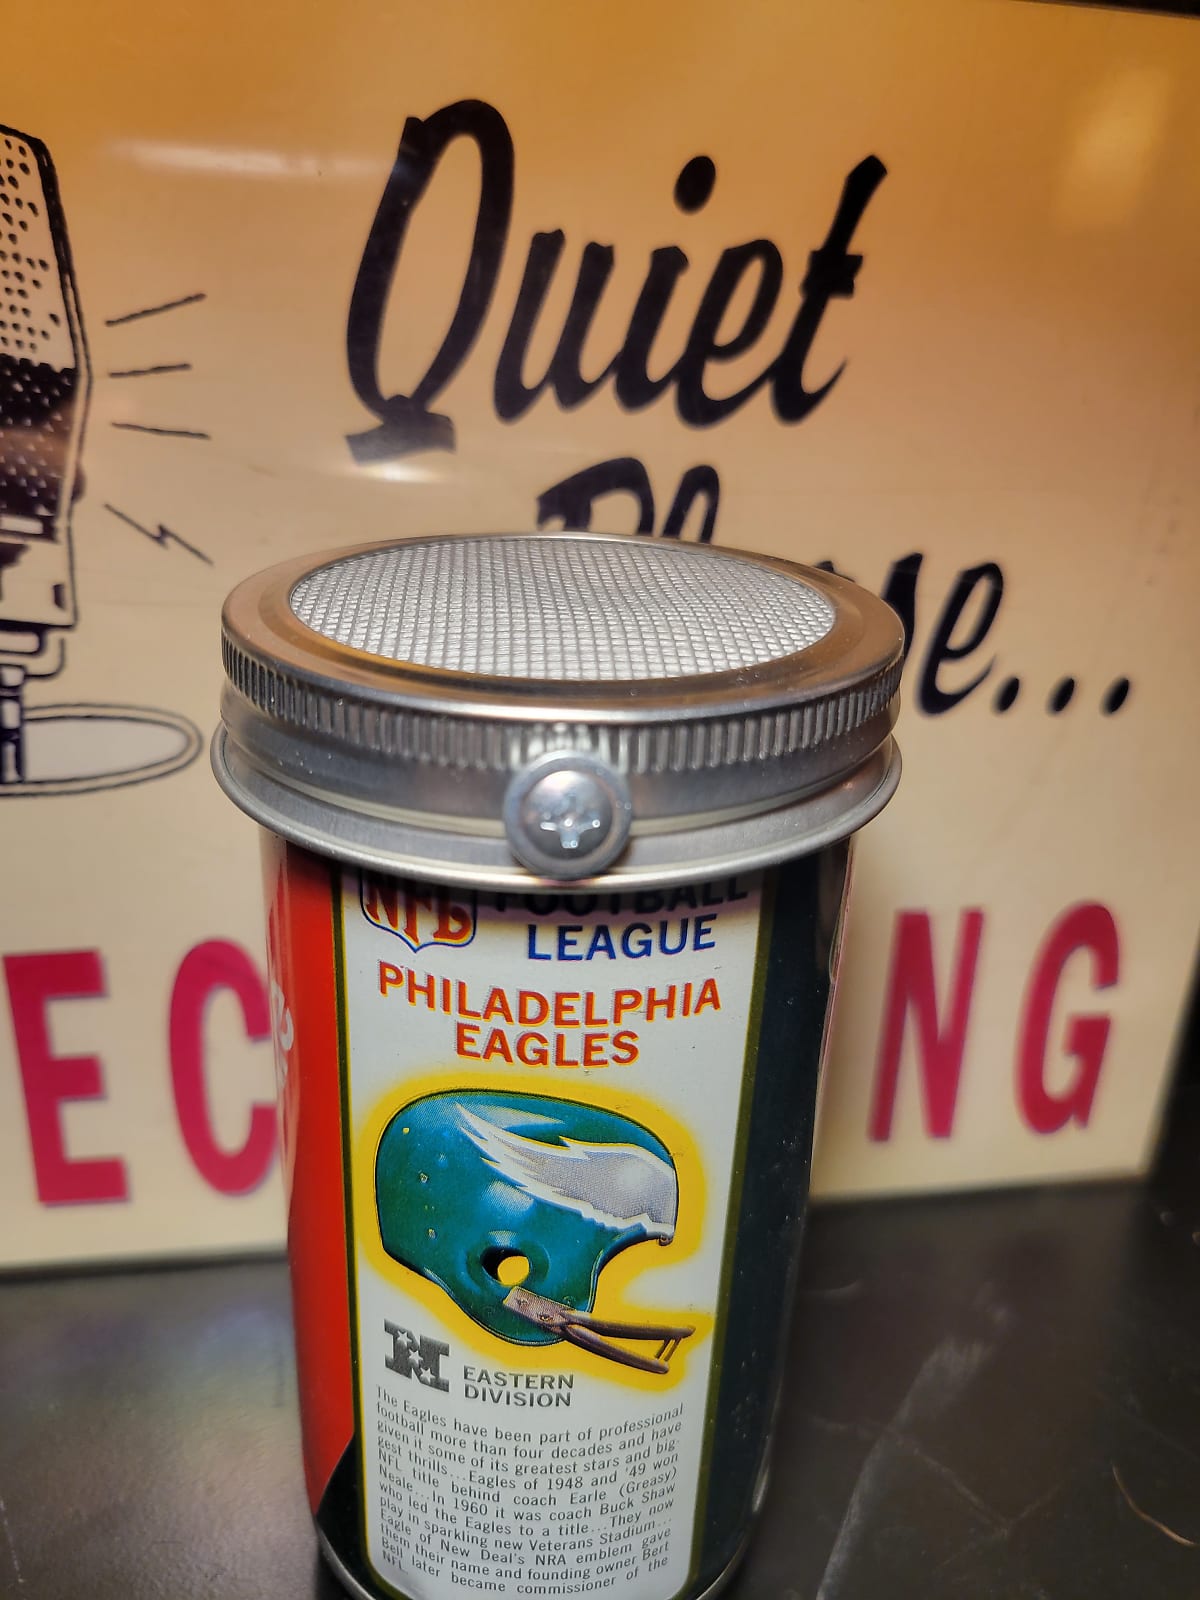 Quiet
NFL
FOOTBALL
LEAGUE
PHILADELPHIA
EAGLES
N
EASTERN
DIVISION
The Eagles have been part of professional
football more than four decades and have
given it some of its greatest stars and big-
gest thrills...Eagles of 1948 and '49 won
NFL title behind coach Earle (Greasy)
Neale...In 1960 it was coach Buck Shaw
who led the Eagles to a title...They now
play in sparkling new Veterans Stadium...
Eagle of New Deal's NRA emblem gave
them their name and founding owner Bert
Bell later became commissioner of the
NFL.